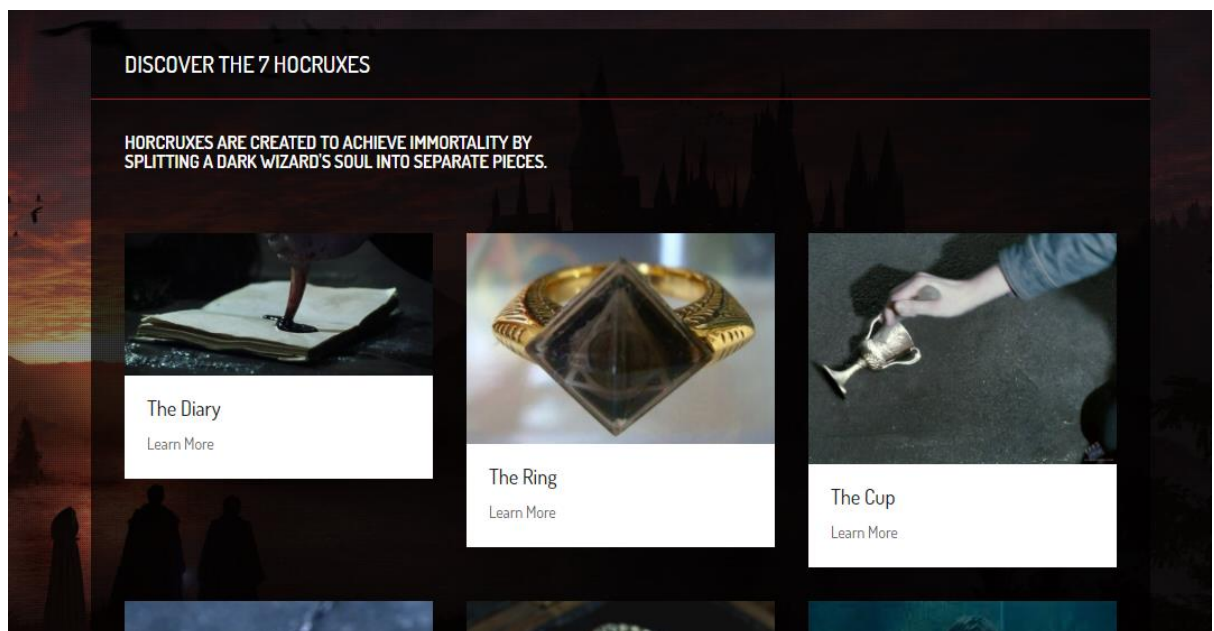 DISCOVER THE 7 HOCRUXES
HORCRUXES ARE CREATED TO ACHIEVE IMMORTALITY BY
SPLITTING A DARK WIZARD'S SOUL INTO SEPARATE PIECES.
The Diary
Learn More
The Ring
Learn More
The Cup
Learn More